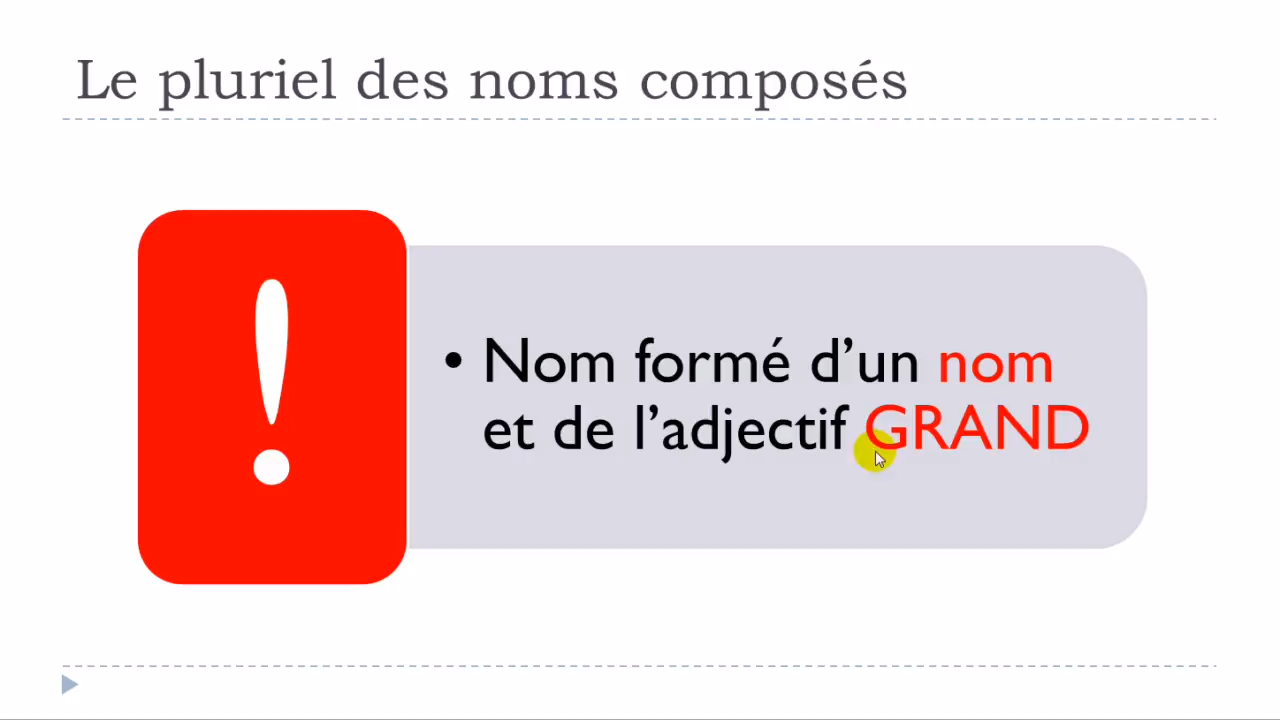 Le pluriel des noms composés
!
• Nom formé d’un nom
et de l’adjectif GRAND